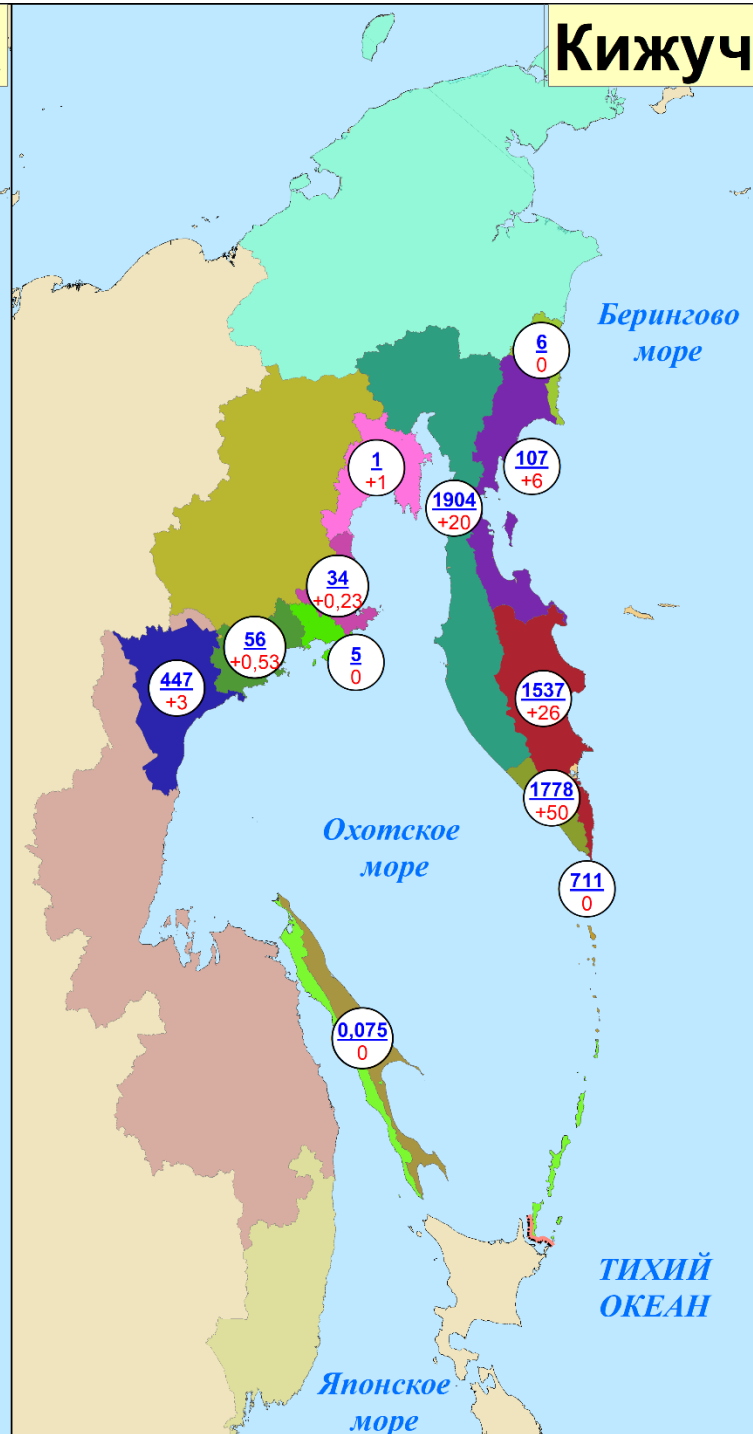 Кижуч
Берингово
море
6
0
107
+6
1
+1
1904
+20
34
+0,23
56
+0,53
5
0
447
+3
1537
+26
1778
+50
Охотское
море
711
0
0,075
0
ТИХИЙ
ОКЕАН
Японское
море